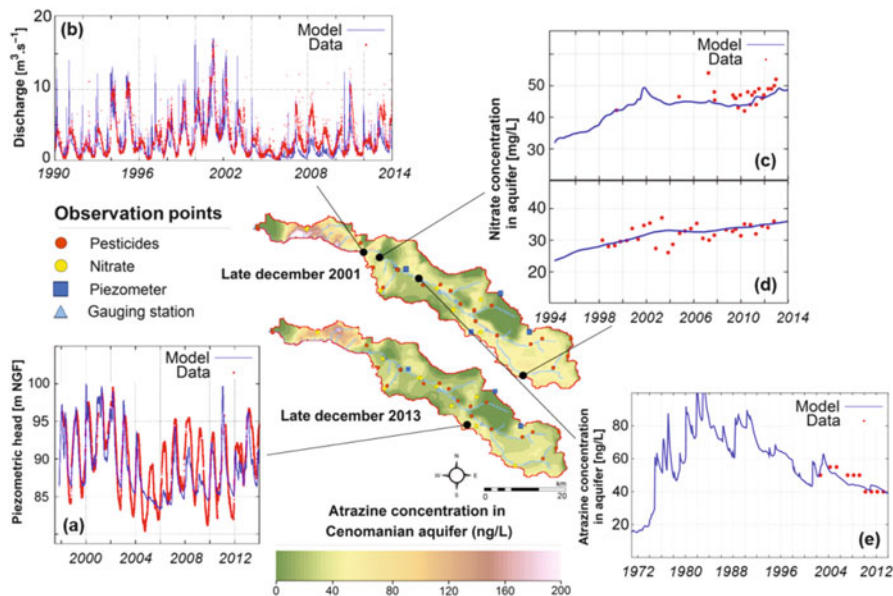 (b)
Discharge [m³.s⁻¹]
20
10
0
1990
1996
2002
2008
2014
Model
Data
Observation points
Pesticides
Nitrate
Piezometer
Gauging station
Piezometric head [m NGF]
100
95
90
85
2000
2004
2008
2012
Model
Data
(a)
Late december 2001
Late december 2013
N
W
E
S
km
0
20
Atrazine concentration in
Cenomanian aquifer (ng/L)
0
40
80
120
160
200
Nitrate concentration
in aquifer [mg/L]
Model
Data
50
40
30
20
(c)
40
30
20
(d)
1994
1998
2002
2006
2010
2014
Atrazine concentration
in aquifer [ng/L]
Model
Data
80
60
40
20
1972
1980
1988
1996
2004
2012
(e)